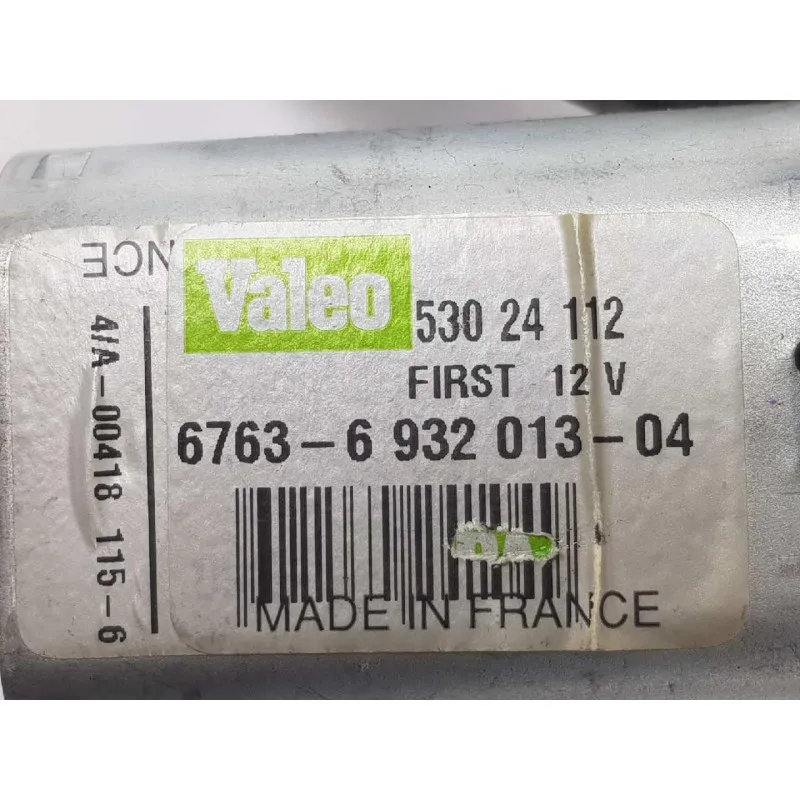 NCE
4/A-00418 115-6
Valeo
530 24 112
FIRST 12 V
6763-6 932 013-04
MADE IN FRANCE